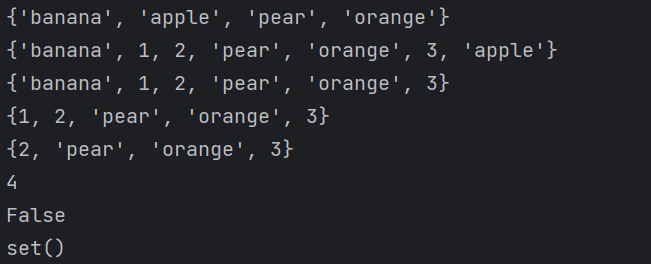 {'banana', 'apple', 'pear', 'orange'}
{'banana', 1, 2, 'pear', 'orange', 3, 'apple'}
{'banana', 1, 2, 'pear', 'orange', 3}
{1, 2, 'pear', 'orange', 3}
{2, 'pear', 'orange', 3}
4
False
set()